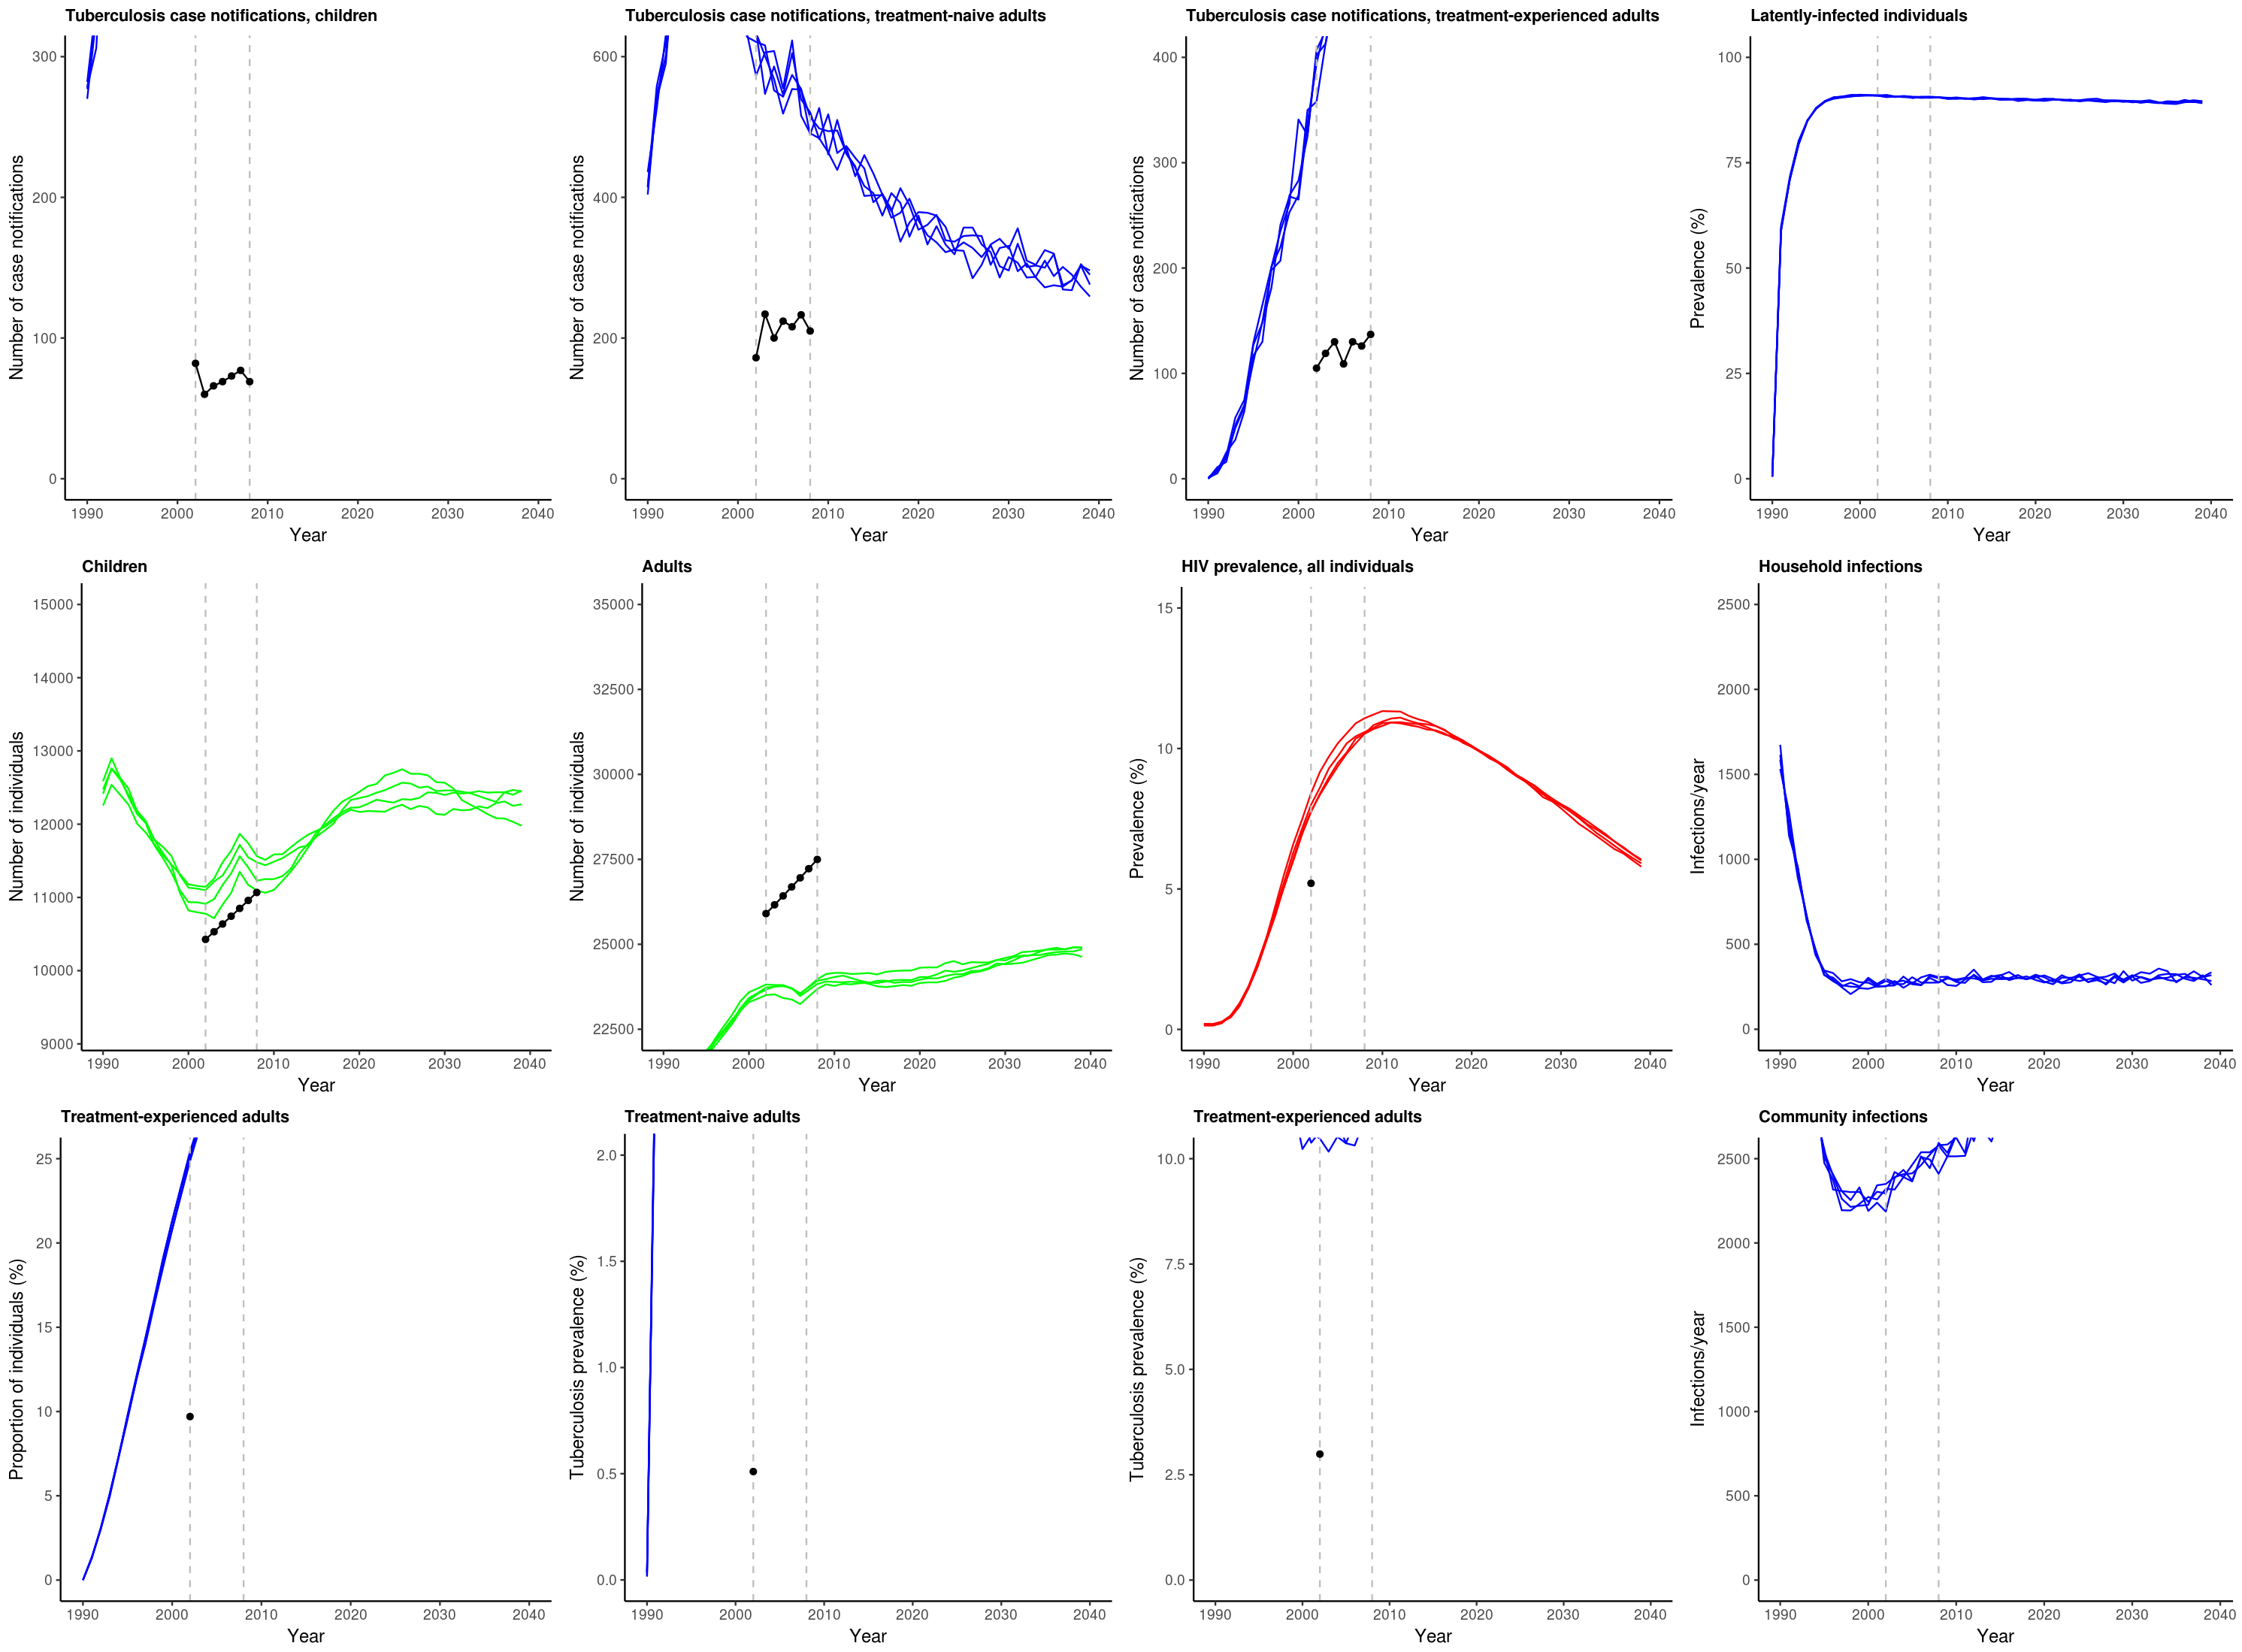 Tuberculosis case notifications, children
Number of case notifications
300
200
100
0
1990 2000 2010 2020 2030 2040
Year
Tuberculosis case notifications, treatment-naive adults
Number of case notifications
600
400
200
0
1990 2000 2010 2020 2030 2040
Year
Tuberculosis case notifications, treatment-experienced adults
Number of case notifications
400
300
200
100
0
1990 2000 2010 2020 2030 2040
Year
Latently-infected individuals
Prevalence (%)
100
75
50
25
0
1990 2000 2010 2020 2030 2040
Year
Children
Number of individuals
15000
14000
13000
12000
11000
10000
9000
1990 2000 2010 2020 2030 2040
Year
Adults
Number of individuals
35000
32500
30000
27500
25000
22500
1990 2000 2010 2020 2030 2040
Year
HIV prevalence, all individuals
Prevalence (%)
15
10
5
0
1990 2000 2010 2020 2030 2040
Year
Household infections
Infections/year
2500
2000
1500
1000
500
0
1990 2000 2010 2020 2030 2040
Year
Treatment-experienced adults
Proportion of individuals (%)
25
20
15
10
5
0
1990 2000 2010 2020 2030 2040
Year
Treatment-naive adults
Tuberculosis prevalence (%)
2.0
1.5
1.0
0.5
0.0
1990 2000 2010 2020 2030 2040
Year
Treatment-experienced adults
Tuberculosis prevalence (%)
10.0
7.5
5.0
2.5
0.0
1990 2000 2010 2020 2030 2040
Year
Community infections
Infections/year
2500
2000
1500
1000
500
0
1990 2000 2010 2020 2030 2040
Year